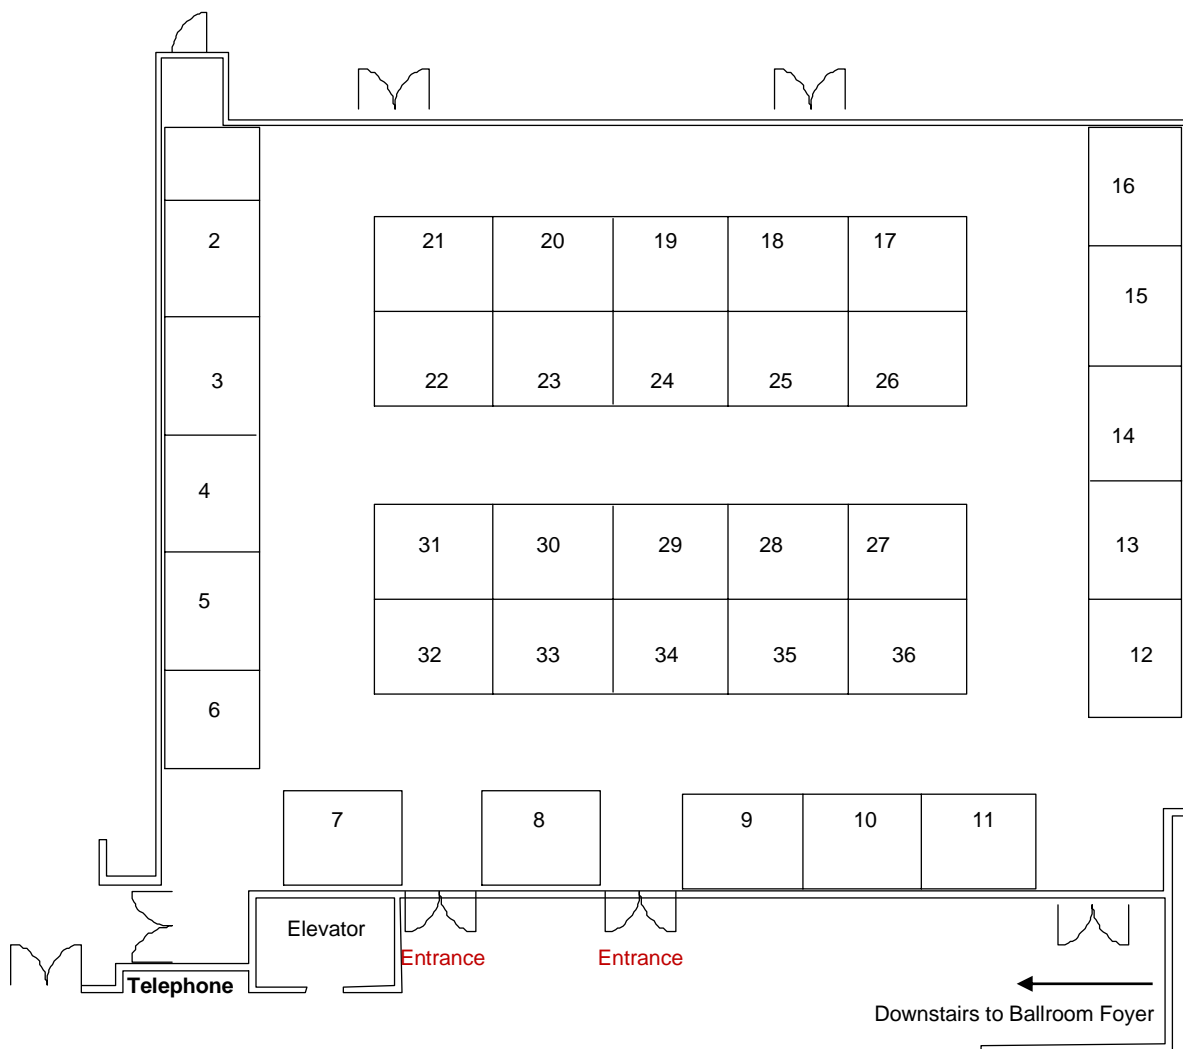 16
2 21 20 19 18 17
15
3 22 23 24 25 26
14
4
31 30 29 28 27 13
5
32 33 34 35 36 12
6
7 8 9 10 11
Elevator
Entrance Entrance
Telephone
Downstairs to Ballroom Foyer